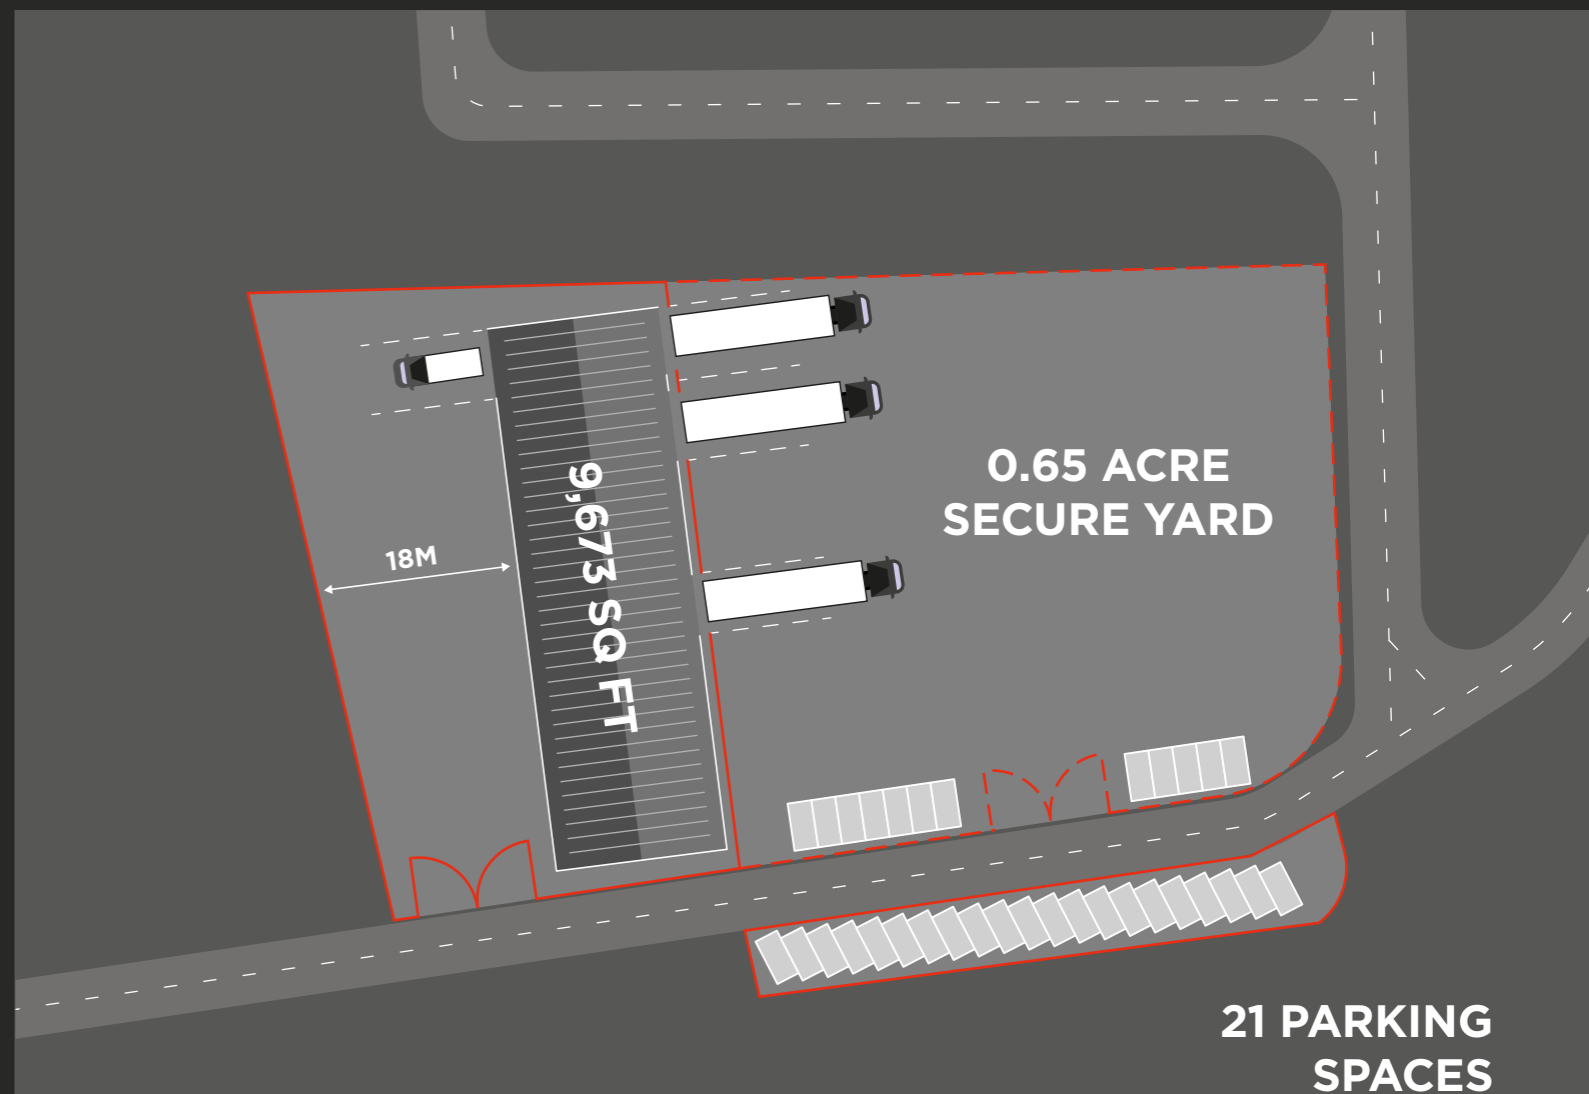 0.65 ACRE
SECURE YARD
9,673 SQ FT
18M
21 PARKING
SPACES